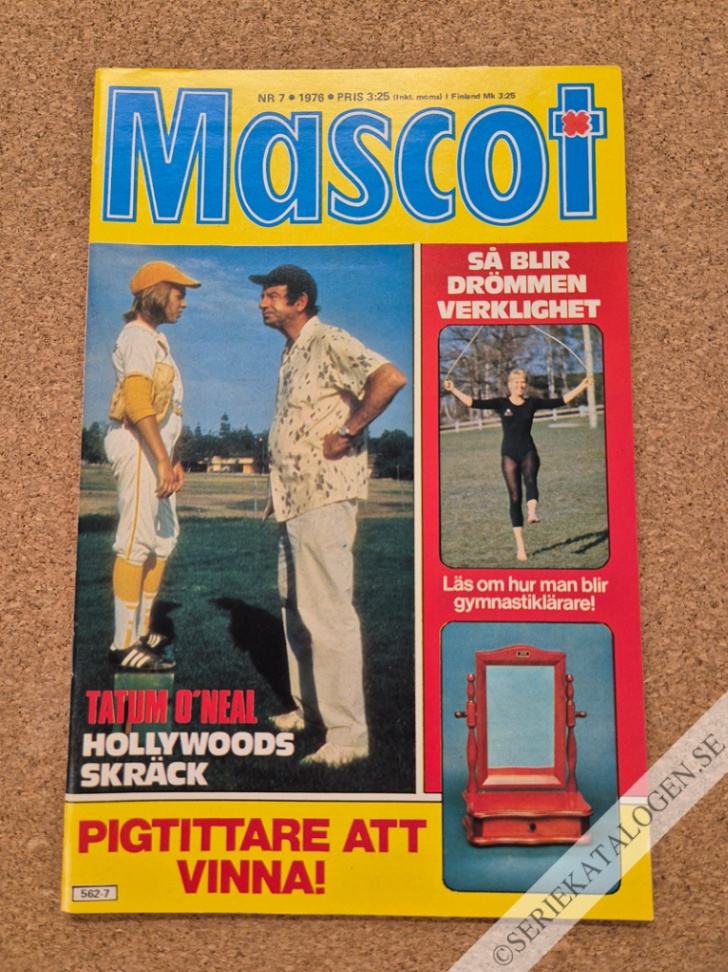 NR 7 • 1976 • PRIS 3:25 (Inkl. moms) I Finland Mk 3:25
Mascot
SÅ BLIR
DRÖMMEN
VERKLIGHET
Läs om hur man blir
gymnastiklärare!
TATUM O'NEAL
HOLLYWOODS
SKRÄCK
PIGTITTARE ATT
VINNA!
562-7
©SERIEKATALOGEN.SE